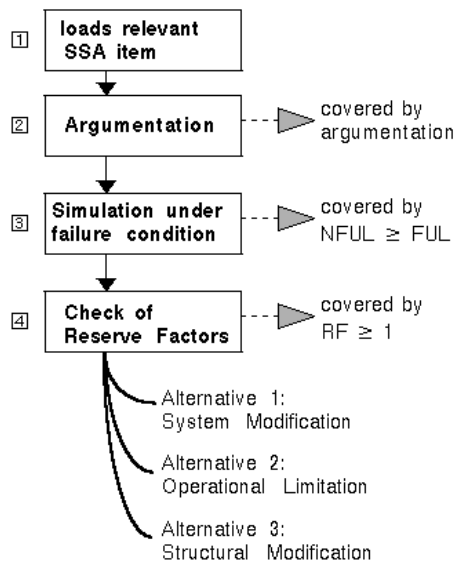 1
loads relevant
SSA item
2
Argumentation
covered by
argumentation
3
Simulation under
failure condition
covered by
NFUL ≥ FUL
4
Check of
Reserve Factors
covered by
RF ≥ 1
Alternative 1:
System Modification
Alternative 2:
Operational Limitation
Alternative 3:
Structural Modification